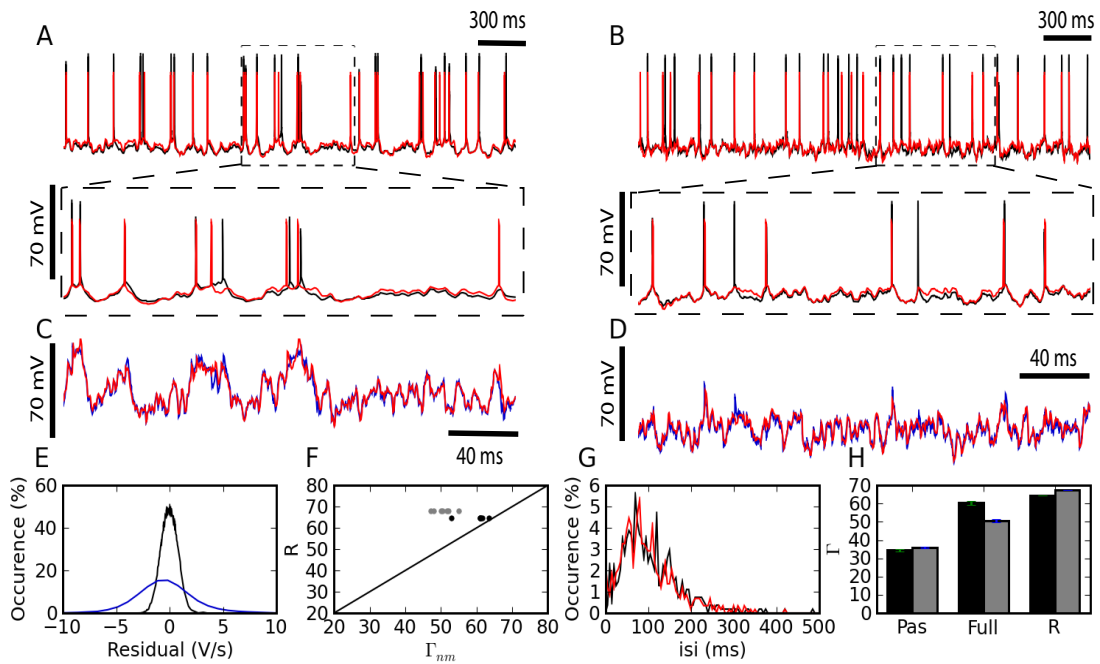 A
300 ms
B
300 ms
70 mV
70 mV
C
D
70 mV
70 mV
40 ms
40 ms
E
F
G
H
Occurence (%)
60
40
20
0
−10
−5
0
5
10
Residual (V/s)
R
80
70
60
50
40
30
20
20
30
40
50
60
70
80
Γnm
Occurence (%)
6
5
4
3
2
1
0
0
100
200
300
400
500
isi (ms)
Γ
70
60
50
40
30
20
10
0
Pas
Full
R